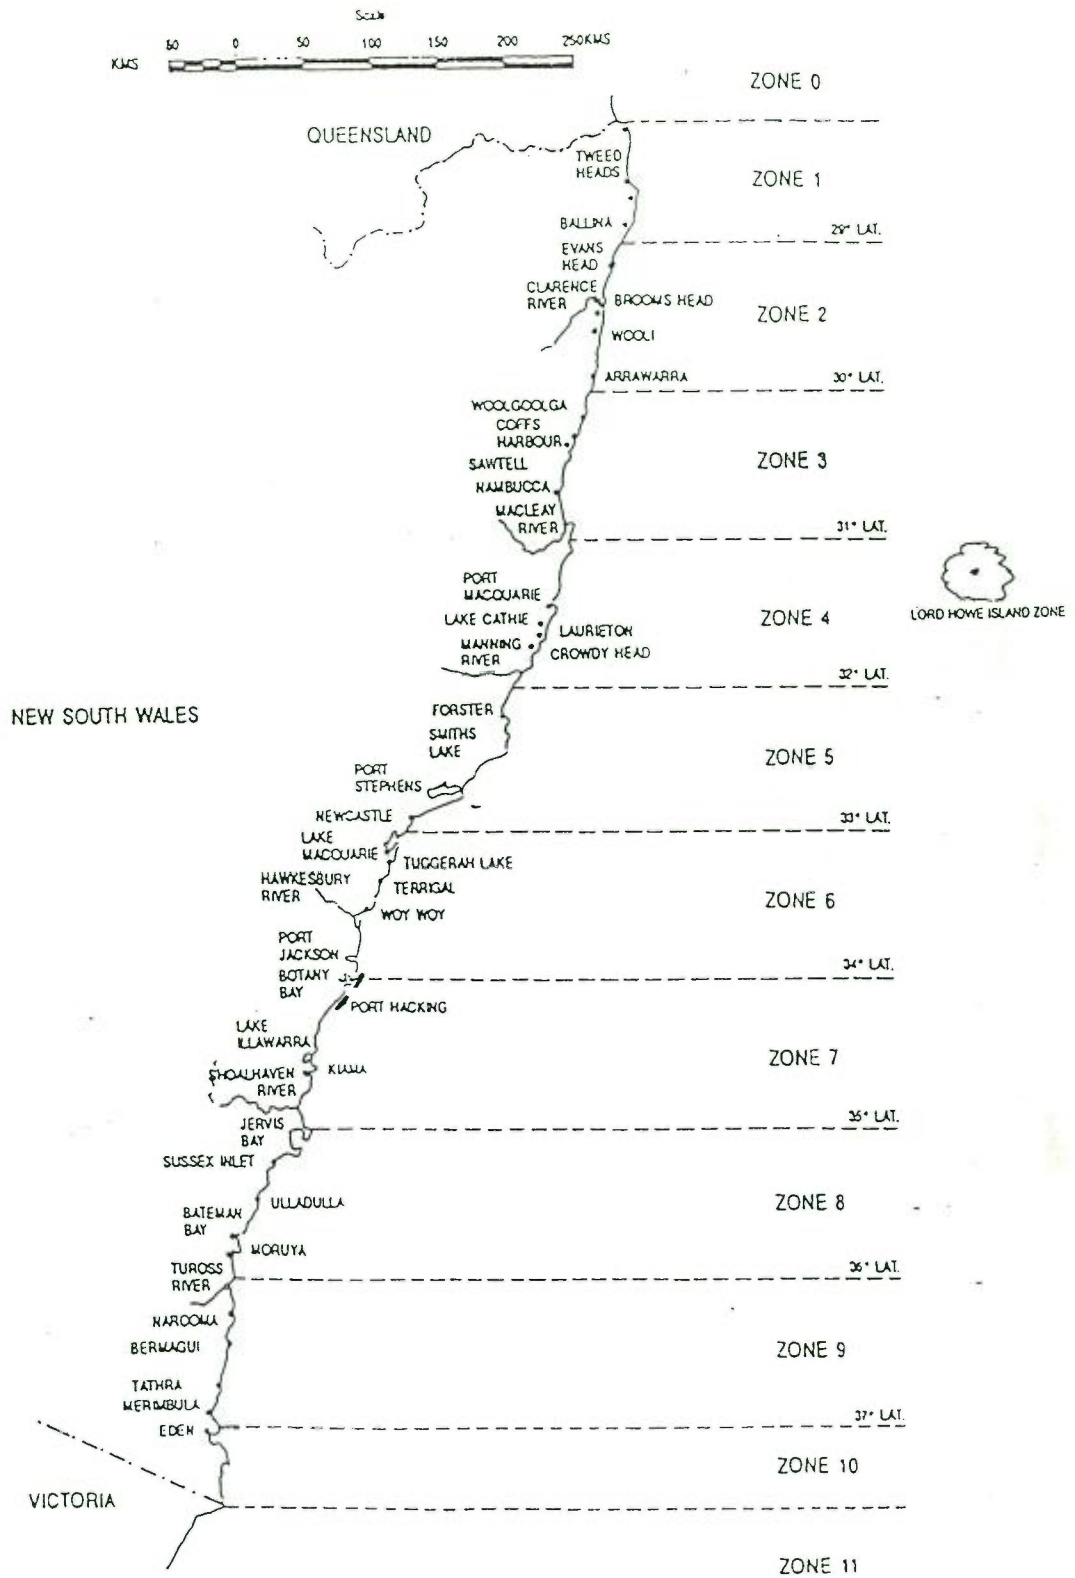 Scale
50 0 50 100 150 200 250KMS
KMS
ZONE 0
QUEENSLAND
TWEED
HEADS
ZONE 1
BALLINA
29° LAT.
EVANS
HEAD
CLARENCE
RIVER
BROOMS HEAD
ZONE 2
WOOLI
ARRAWARRA
30° LAT.
WOOLGOOLGA
COFFS
HARBOUR
ZONE 3
SAWTELL
NAMBUCCA
MACLEAY
RIVER
31° LAT.
PORT
MACQUARIE
LORD HOWE ISLAND ZONE
LAKE CATHIE
ZONE 4
LAURIETON
MANNING
RIVER
CROWDY HEAD
32° LAT.
NEW SOUTH WALES
FORSTER
SMITHS
LAKE
ZONE 5
PORT
STEPHENS
NEWCASTLE
33° LAT.
LAKE
MACQUARIE
TUGGERAH LAKE
HAWKESBURY
RIVER
TERRIGAL
ZONE 6
WOY WOY
PORT
JACKSON
34° LAT.
BOTANY
BAY
PORT HACKING
LAKE
ILLAWARRA
ZONE 7
KIAMA
SHOALHAVEN
RIVER
35° LAT.
JERVIS
BAY
SUSSEX INLET
ULLADULLA
ZONE 8
BATEMAN
BAY
MORUYA
TUROSS
RIVER
36° LAT.
NAROOMA
BERMAGUI
ZONE 9
TATHRA
MERIMBULA
37° LAT.
EDEN
ZONE 10
VICTORIA
ZONE 11